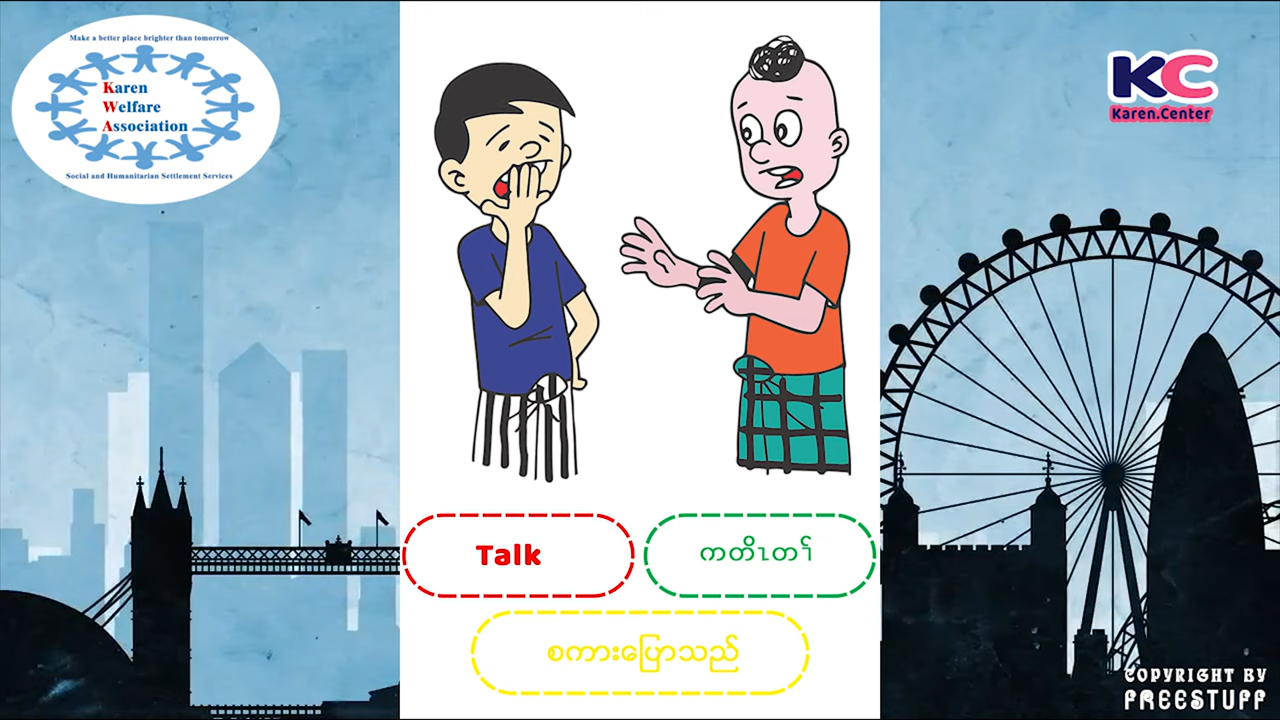 Make a better place brighter than tomorrow
Karen
Welfare
Association
Social and Humanitarian Settlement Services
KC
Karen.Center
Talk
ကတိၤတၢ်
စကားပြောသည်
COPYRIGHT BY
FREESTUFF